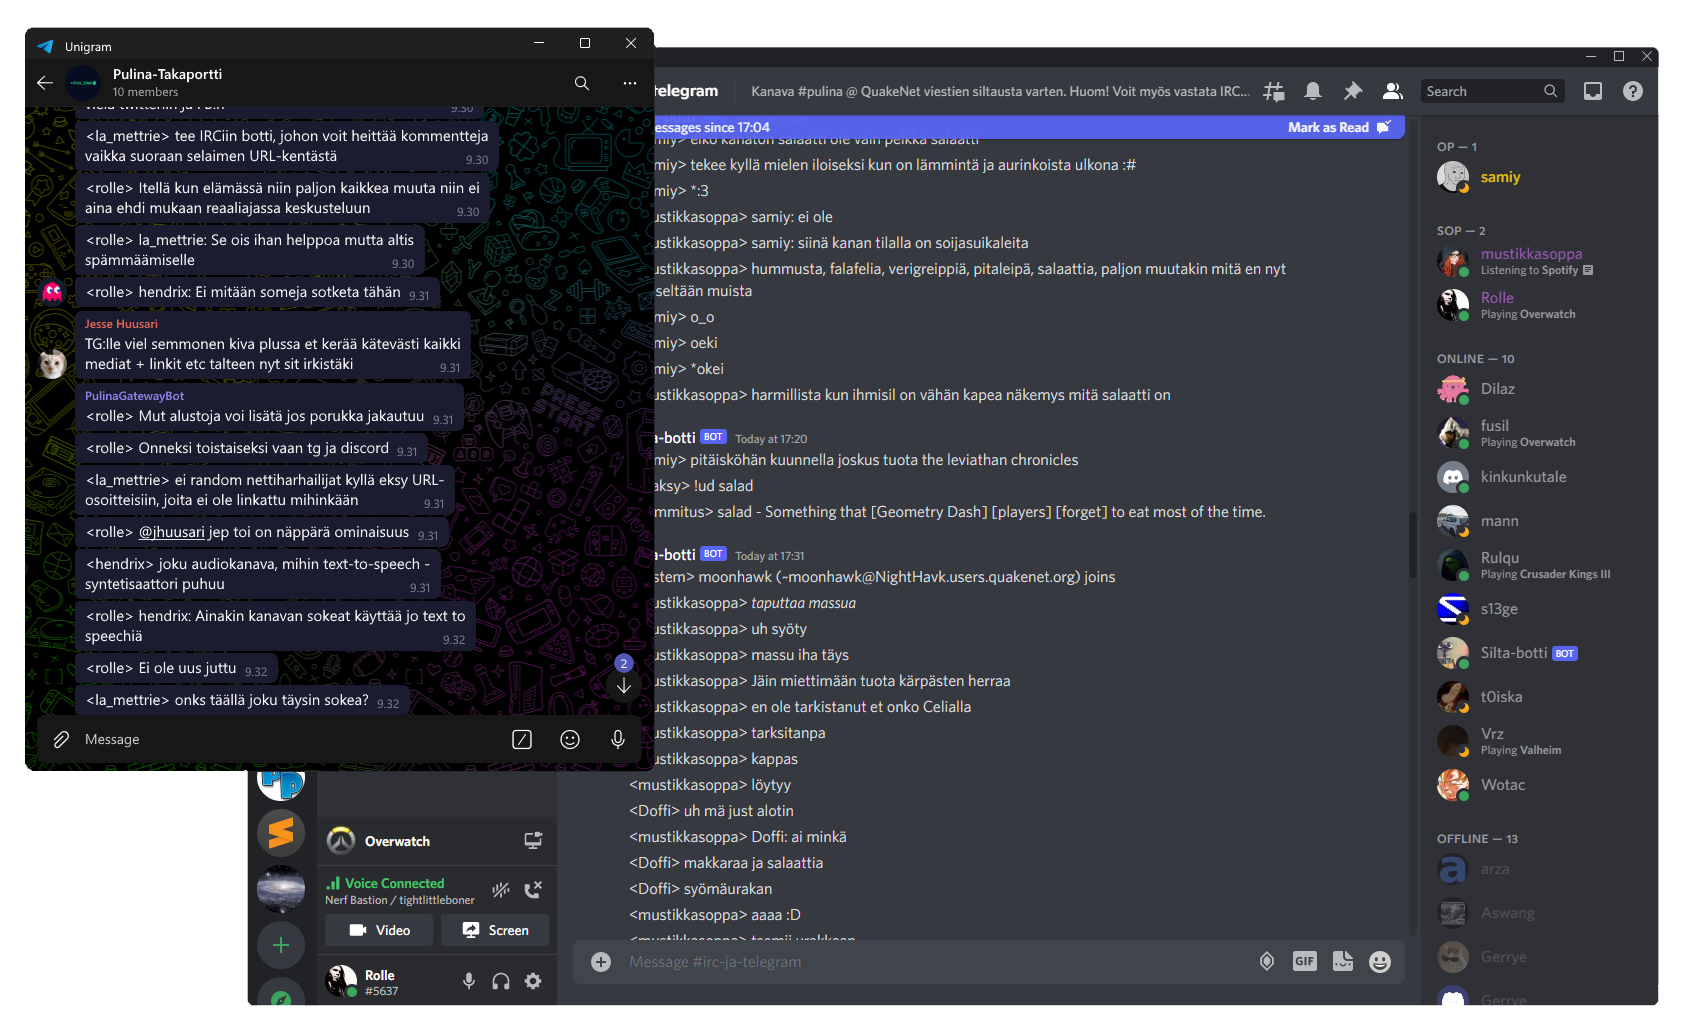 Unigram
Pulina-Takaportti
10 members
9.30
<la_mettrie> tee IRCiin botti, johon voit heittää kommentteja
vaikka suoraan selaimen URL-kentästä
9.30
<rolle> Itellä kun elämässä niin paljon kaikkea muuta niin ei
aina ehdi mukaan reaaliajassa keskusteluun
9.30
<rolle> la_mettrie: Se ois ihan helppoa mutta altis
spämmäämiselle
9.30
<rolle> hendrix: Ei mitään someja sotketa tähän 9.31
Jesse Huusari
TG:lle viel semmonen kiva plussa et kerää kätevästi kaikki
mediat + linkit etc talteen nyt sit irkistäki
9.31
PulinaGatewayBot
<rolle> Mut alustoja voi lisätä jos porukka jakautuu 9.31
<rolle> Onneksi toistaiseksi vaan tg ja discord 9.31
<la_mettrie> ei random nettiharhailijat kyllä eksy URL-
osoitteisiin, joita ei ole linkattu mihinkään
9.31
<rolle> @jhuusari jep toi on näppärä ominaisuus 9.31
<hendrix> joku audiokanava, mihin text-to-speech -
syntetisaattori puhuu
9.31
<rolle> hendrix: Ainakin kanavan sokeat käyttää jo text to
speechiä
9.32
<rolle> Ei ole uus juttu 9.32
<la_mettrie> onks täällä joku täysin sokea? 9.32
2
Message
telegram
Kanava #pulina @ QuakeNet viestien siltausta varten. Huom! Voit myös vastata IRC...
Search
essages since 17:04
Mark as Read
miy> eikö kanaton salaatti ole vain pelkkä salaatti
miy> tekee kyllä mielen iloiseksi kun on lämmintä ja aurinkoista ulkona :#
miy> *:3
ustikkasoppa> samiy: ei ole
ustikkasoppa> samiy: siinä kanan tilalla on soijasuikaleita
ustikkasoppa> hummusta, falafelia, verigreippiä, pitaleipä, salaattia, paljon muutakin mitä en nyt
seltään muista
miy> o_o
miy> oeki
miy> *okei
ustikkasoppa> harmillista kun ihmisil on vähän kapea näkemys mitä salaatti on
a-botti BOT Today at 17:20
miy> pitäisköhän kuunnella joskus tuota the leviathan chronicles
aksy> !ud salad
mmitus> salad - Something that [Geometry Dash] [players] [forget] to eat most of the time.
a-botti BOT Today at 17:31
stem> moonhawk (~moonhawk@NightHavk.users.quakenet.org) joins
ustikkasoppa> taputtaa massua
ustikkasoppa> uh syöty
ustikkasoppa> massu iha täys
ustikkasoppa> Jäin miettimään tuota kärpästen herraa
ustikkasoppa> en ole tarkistanut et onko Celialla
ustikkasoppa> tarksitanpa
ustikkasoppa> kappas
<mustikkasoppa> löytyy
<Doffi> uh mä just alotin
<mustikkasoppa> Doffi: ai minkä
<Doffi> makkaraa ja salaattia
<Doffi> syömäurakan
<mustikkasoppa> aaaa :D
<mustikkasoppa> tsemii urakkaan
Message #irc-ja-telegram
GIF
OP — 1
samiy
SOP — 2
mustikkasoppa
Listening to Spotify
Rolle
Playing Overwatch
ONLINE — 10
Dilaz
fusil
Playing Overwatch
kinkunkutale
mann
Rulqu
Playing Crusader Kings III
s13ge
Silta-botti BOT
t0iska
Vrz
Playing Valheim
Wotac
OFFLINE — 13
arza
Aswang
Gerrye
Gerrye
Overwatch
Voice Connected
Nerf Bastion / tightlittleboner
Video
Screen
Rolle
#5637
PRESS
START